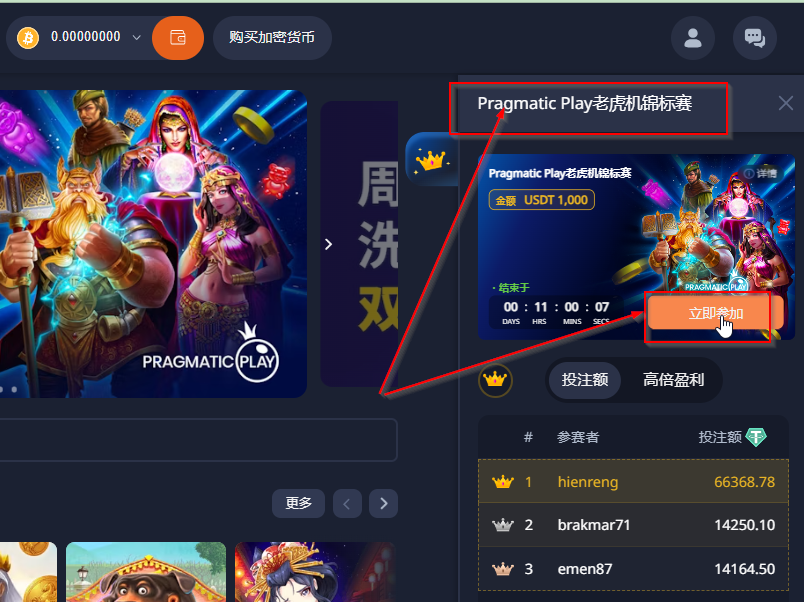 0.00000000
购买加密货币
Pragmatic Play老虎机锦标赛
Pragmatic Play老虎机锦标赛
详情
金额 USDT 1,000
周
洗
双
PRAGMATIC PLAY
PRAGMATIC PLAY
结束于
00 : 11 : 00 : 07
DAYS HRS MINS SECS
立即参加
投注额
高倍盈利
# 参赛者 投注额
1 hienreng 66368.78
2 brakmar71 14250.10
3 emen87 14164.50
更多